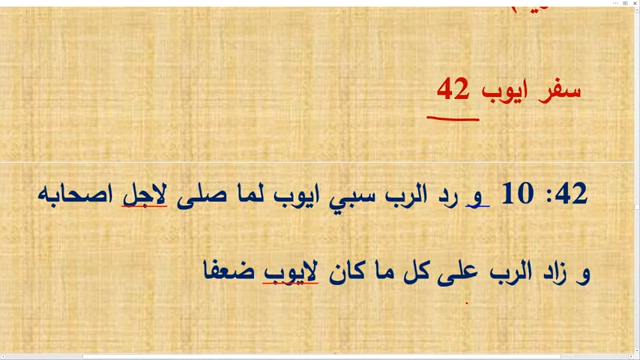 سفر ايوب 42
42: 10 و رد الرب سبي ايوب لما صلى لاجل اصحابه
و زاد الرب على كل ما كان لايوب ضعفا